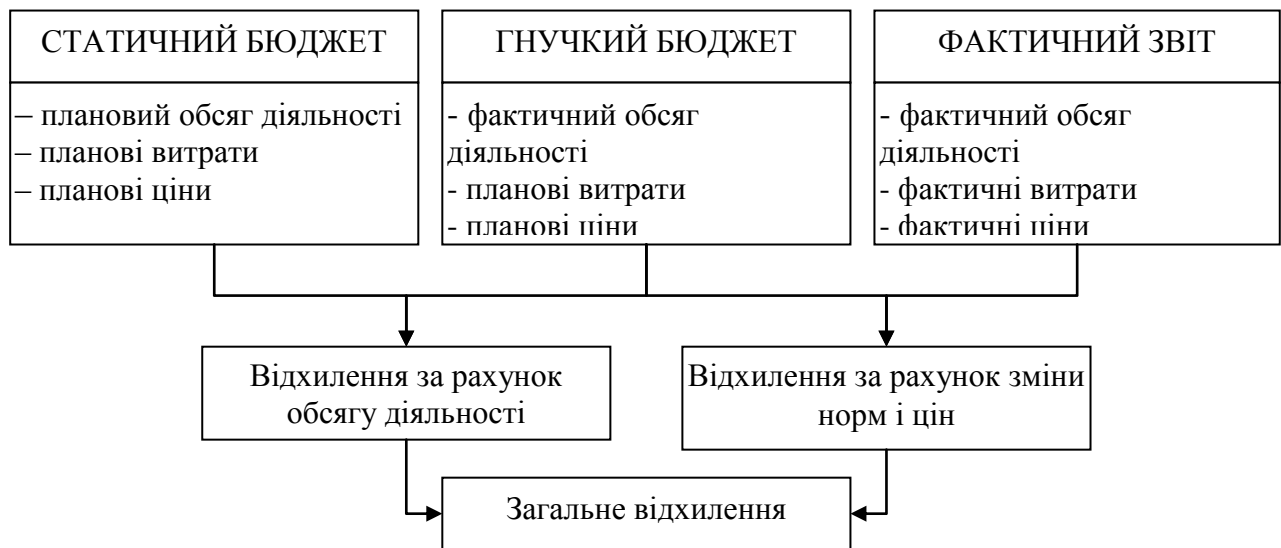 СТАТИЧНИЙ БЮДЖЕТ
– плановий обсяг діяльності
– планові витрати
– планові ціни
ГНУЧКИЙ БЮДЖЕТ
- фактичний обсяг
діяльності
- планові витрати
- планові ціни
ФАКТИЧНИЙ ЗВІТ
- фактичний обсяг
діяльності
- фактичні витрати
- фактичні ціни
Відхилення за рахунок
обсягу діяльності
Відхилення за рахунок зміни
норм і цін
Загальне відхилення